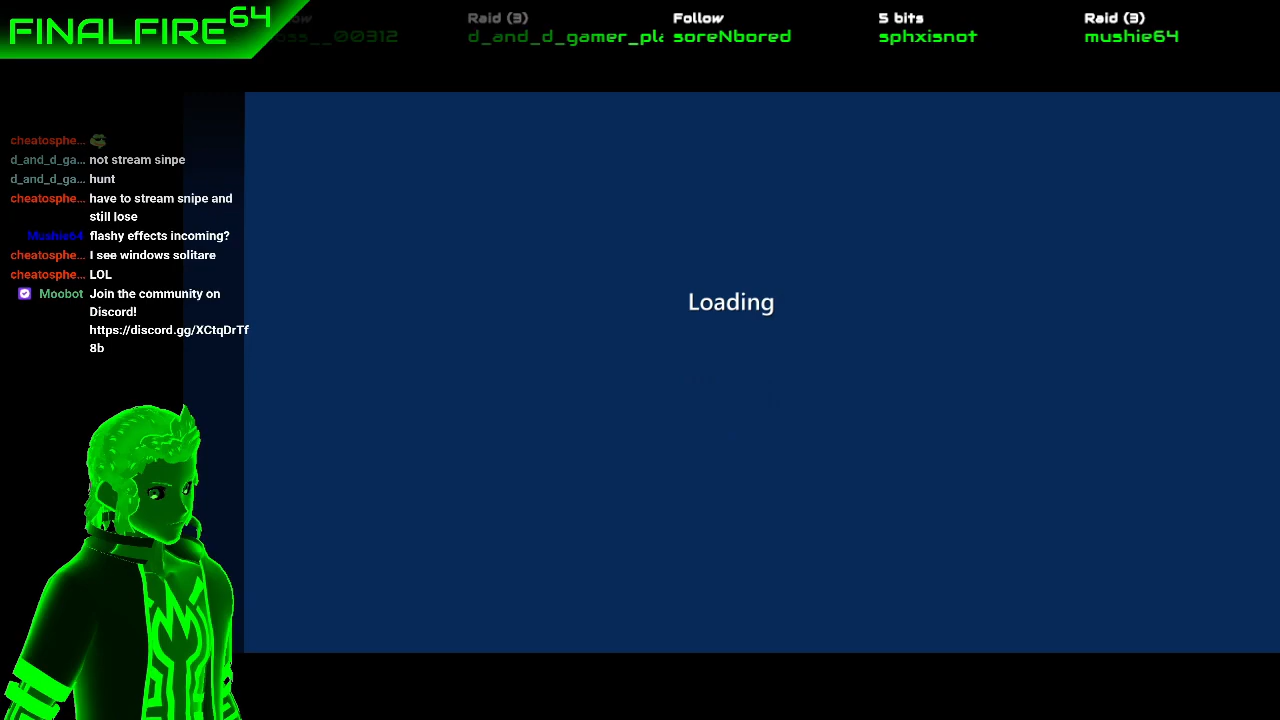 FINALFIRE64
Raid (3)
Follow
5 bits
Raid (3)
oss__00312
d_and_d_gamer_pla
soreNbored
sphxisnot
mushie64
cheatosphe...
d_and_d_ga... not stream sinpe
d_and_d_ga... hunt
cheatosphe... have to stream snipe and
still lose
Mushie64 flashy effects incoming?
cheatosphe... I see windows solitare
cheatosphe... LOL
Moobot Join the community on
Discord!
https://discord.gg/XCtqDrTf
8b
Loading